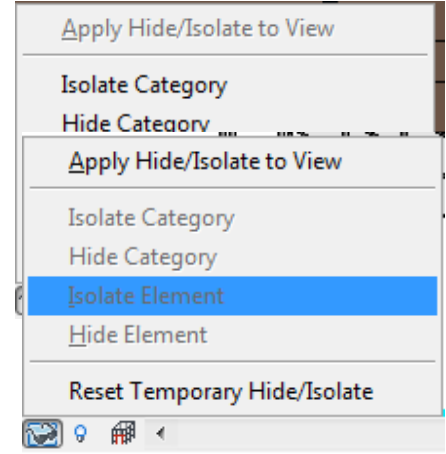 Apply Hide/Isolate to View
Isolate Category
Hide Category
Apply Hide/Isolate to View
Isolate Category
Hide Category
Isolate Element
Hide Element
Reset Temporary Hide/Isolate